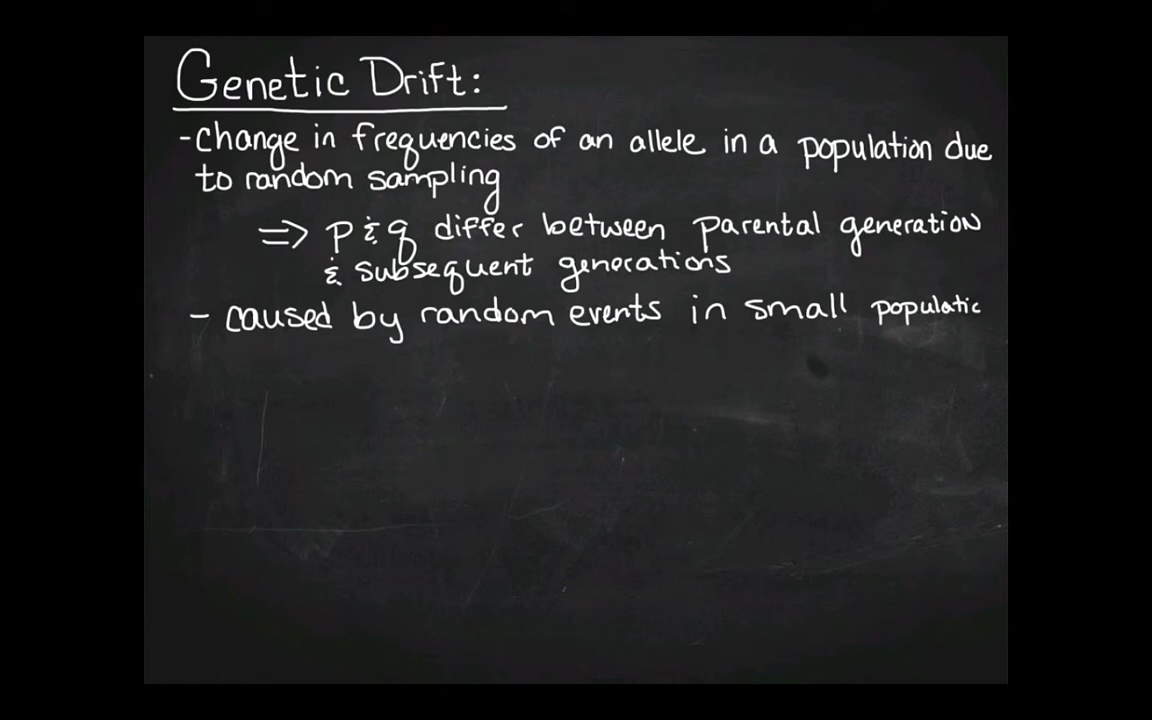 Genetic Drift:
- change in frequencies of an allele in a population due
to random sampling
⇒ p & q differ between parental generation
& subsequent generations
- caused by random events in small populatic